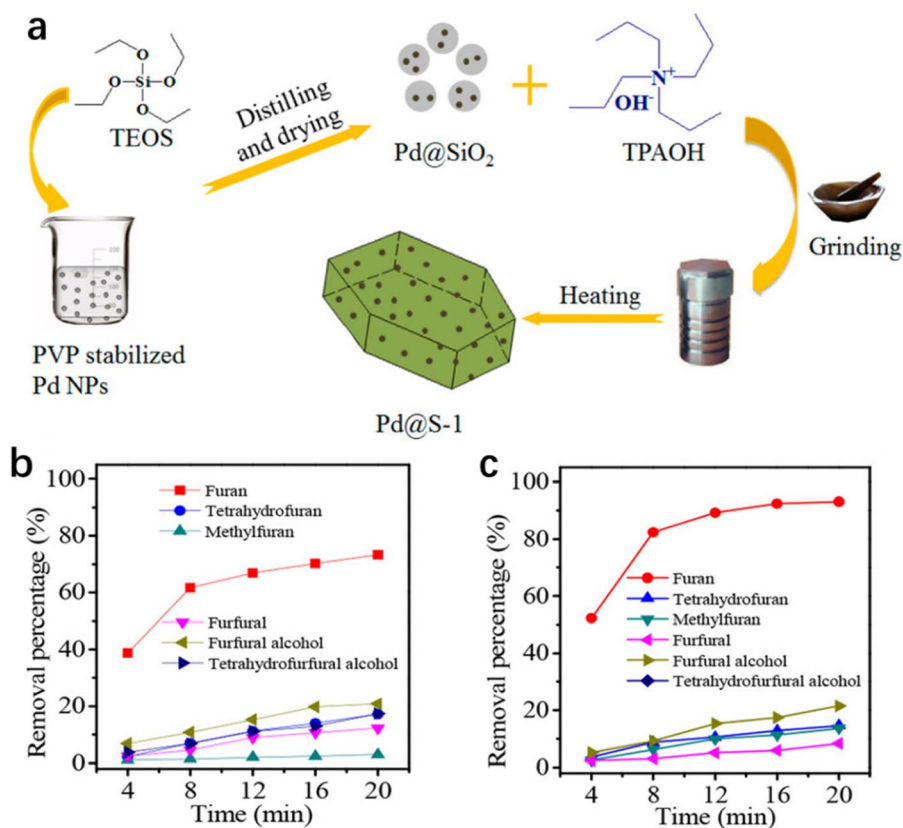 a
O
O
Si
O
O
TEOS
Distilling
and drying
Pd@SiO₂
+
N⁺
OH⁻
TPAOH
Grinding
Heating
PVP stabilized
Pd NPs
Pd@S-1
b
Removal percentage (%)
100
80
60
40
20
0
Furan
Tetrahydrofuran
Methylfuran
Furfural
Furfural alcohol
Tetrahydrofurfural alcohol
4 8 12 16 20
Time (min)
c
Removal percentage (%)
100
80
60
40
20
0
Furan
Tetrahydrofuran
Methylfuran
Furfural
Furfural alcohol
Tetrahydrofurfural alcohol
4 8 12 16 20
Time (min)